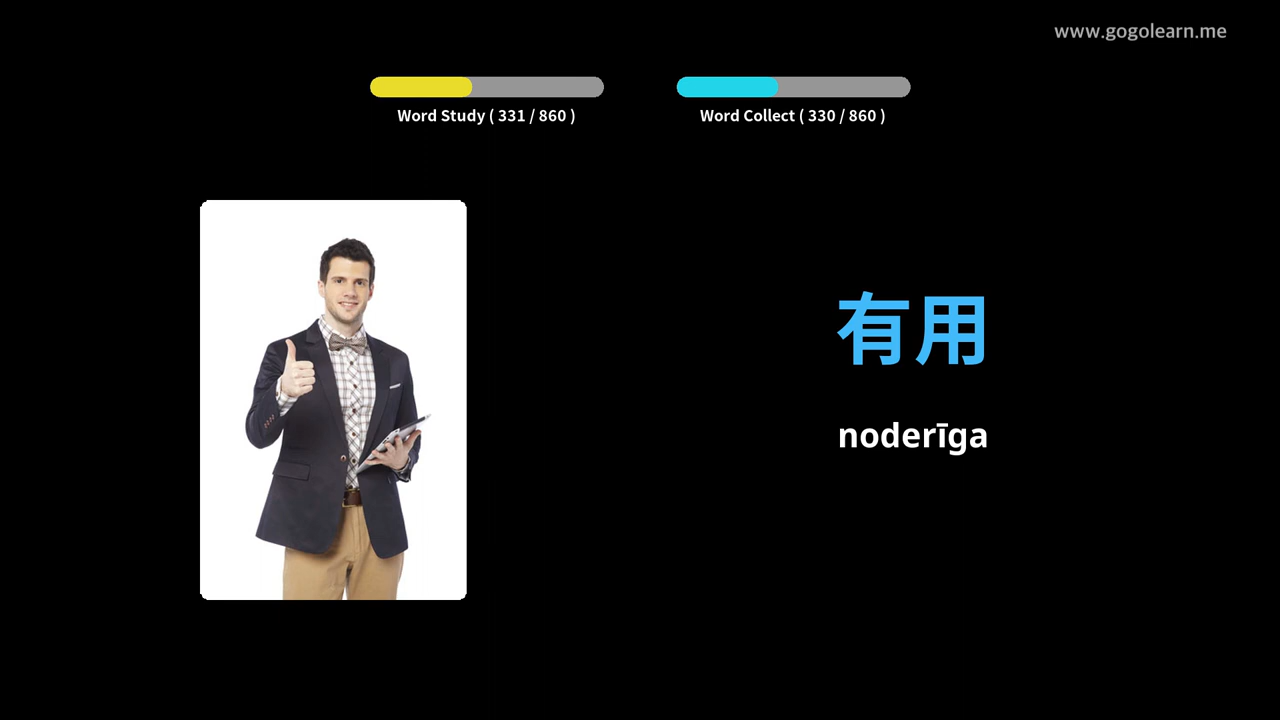 www.gogolearn.me
Word Study ( 331 / 860 )
Word Collect ( 330 / 860 )
有用
noderīga